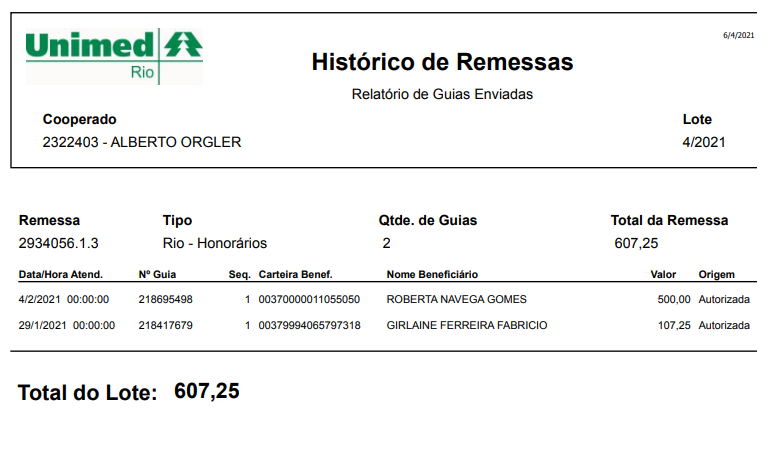 Unimed
Rio
6/4/2021
Histórico de Remessas
Relatório de Guias Enviadas
Cooperado Lote
2322403 - ALBERTO ORGLER 4/2021
Remessa Tipo Qtde. de Guias Total da Remessa
2934056.1.3 Rio - Honorários 2 607,25
Data/Hora Atend. Nº Guia Seq. Carteira Benef. Nome Beneficiário Valor Origem
4/2/2021 00:00:00 218695498 1 00370000011055050 ROBERTA NAVEGA GOMES 500,00 Autorizada
29/1/2021 00:00:00 218417679 1 00379994065797318 GIRLAINE FERREIRA FABRICIO 107,25 Autorizada
Total do Lote: 607,25